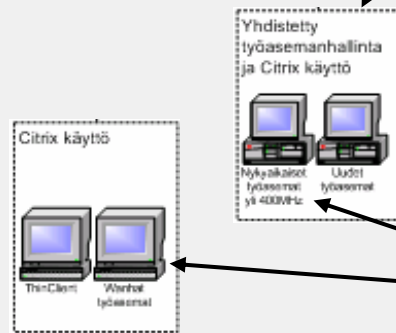 Yhdistetty
työasemanhallinta
ja Citrix käyttö
Nykyaikaiset
työasemat
yli 400MHz
Uudet
työasemat
Citrix käyttö
ThinClient
Wanhat
työasemat